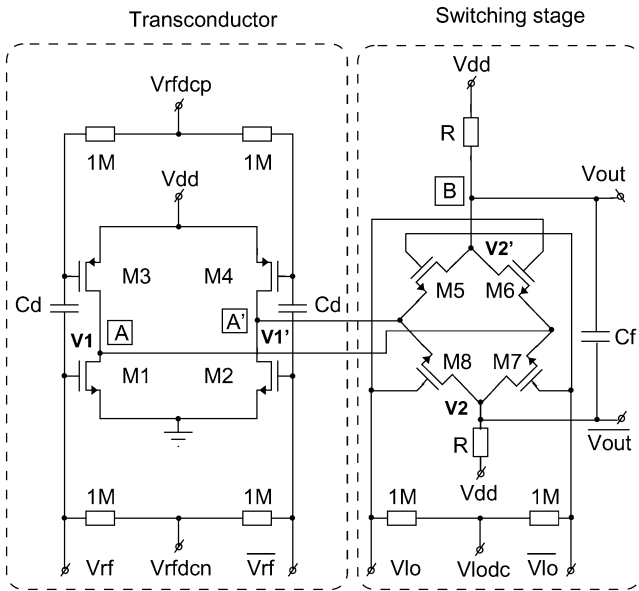 Transconductor
Switching stage
Vrfdcp
Vdd
1M
1M
R
Vdd
B
Vout
V2'
M3
M4
M5
M6
Cd
A'
Cd
V1
A
V1'
Cf
M8
M7
M1
M2
V2
Vout
R
Vdd
1M
1M
1M
1M
Vrf
Vrfdcn
Vrf
Vlo
Vlodc
Vlo